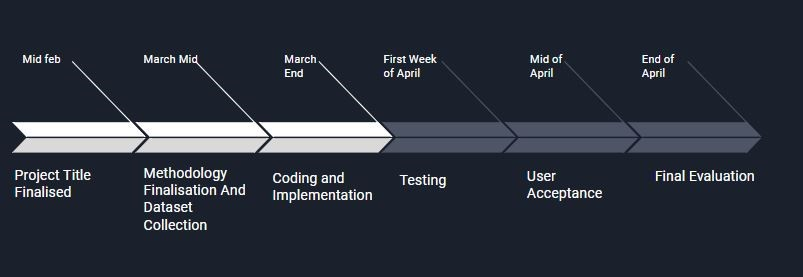 Mid feb
March Mid
March
End
First Week
of April
Mid of
April
End of
April
Project Title
Finalised
Methodology
Finalisation And
Dataset
Collection
Coding and
Implementation
Testing
User
Acceptance
Final Evaluation